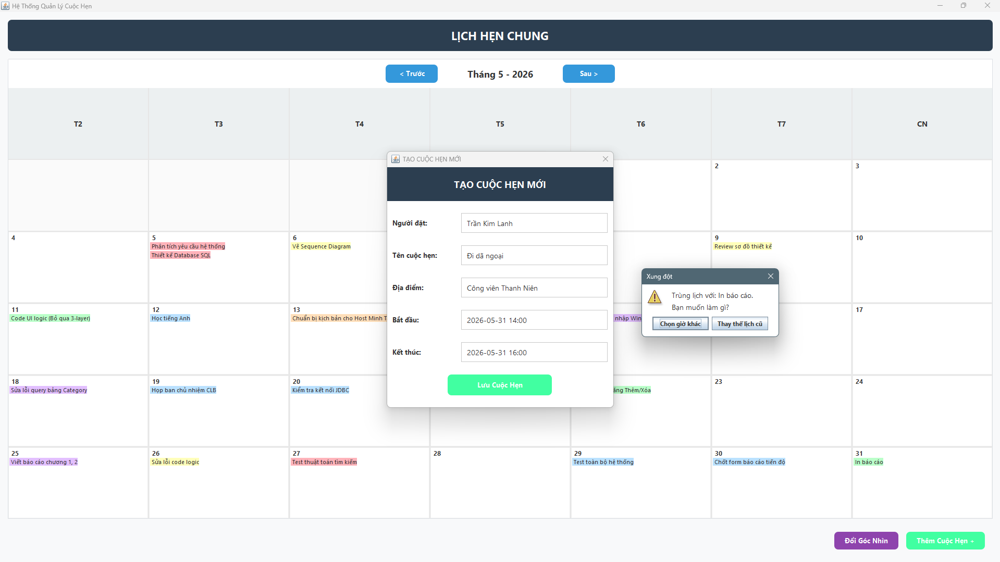 Hệ Thống Quản Lý Cuộc Hẹn
LỊCH HẸN CHUNG
< Trước
Tháng 5 - 2026
Sau >
T2
T3
T4
T5
T6
T7
CN
2
3
4
5
Phân tích yêu cầu hệ thống
Thiết kế Database SQL
6
Vẽ Sequence Diagram
9
Review sơ đồ thiết kế
10
11
Code UI logic (Bỏ qua 3-layer)
12
Học tiếng Anh
13
Chuẩn bị kịch bản cho Host Minh T
nhập Win
17
18
Sửa lỗi query bảng Category
19
Họp ban chủ nhiệm CLB
20
Kiểm tra kết nối JDBC
ăng Thêm/Xóa
23
24
25
Viết báo cáo chương 1, 2
26
Sửa lỗi code logic
27
Test thuật toán tìm kiếm
28
29
Test toàn bộ hệ thống
30
Chốt form báo cáo tiến độ
31
In báo cáo
TẠO CUỘC HẸN MỚI
TẠO CUỘC HẸN MỚI
Người đặt:
Trần Kim Lanh
Tên cuộc hẹn:
Đi dã ngoại
Địa điểm:
Công viên Thanh Niên
Bắt đầu:
2026-05-31 14:00
Kết thúc:
2026-05-31 16:00
Lưu Cuộc Hẹn
Xung đột
Trùng lịch với: In báo cáo.
Bạn muốn làm gì?
Chọn giờ khác
Thay thế lịch cũ
Đổi Góc Nhìn
Thêm Cuộc Hẹn +